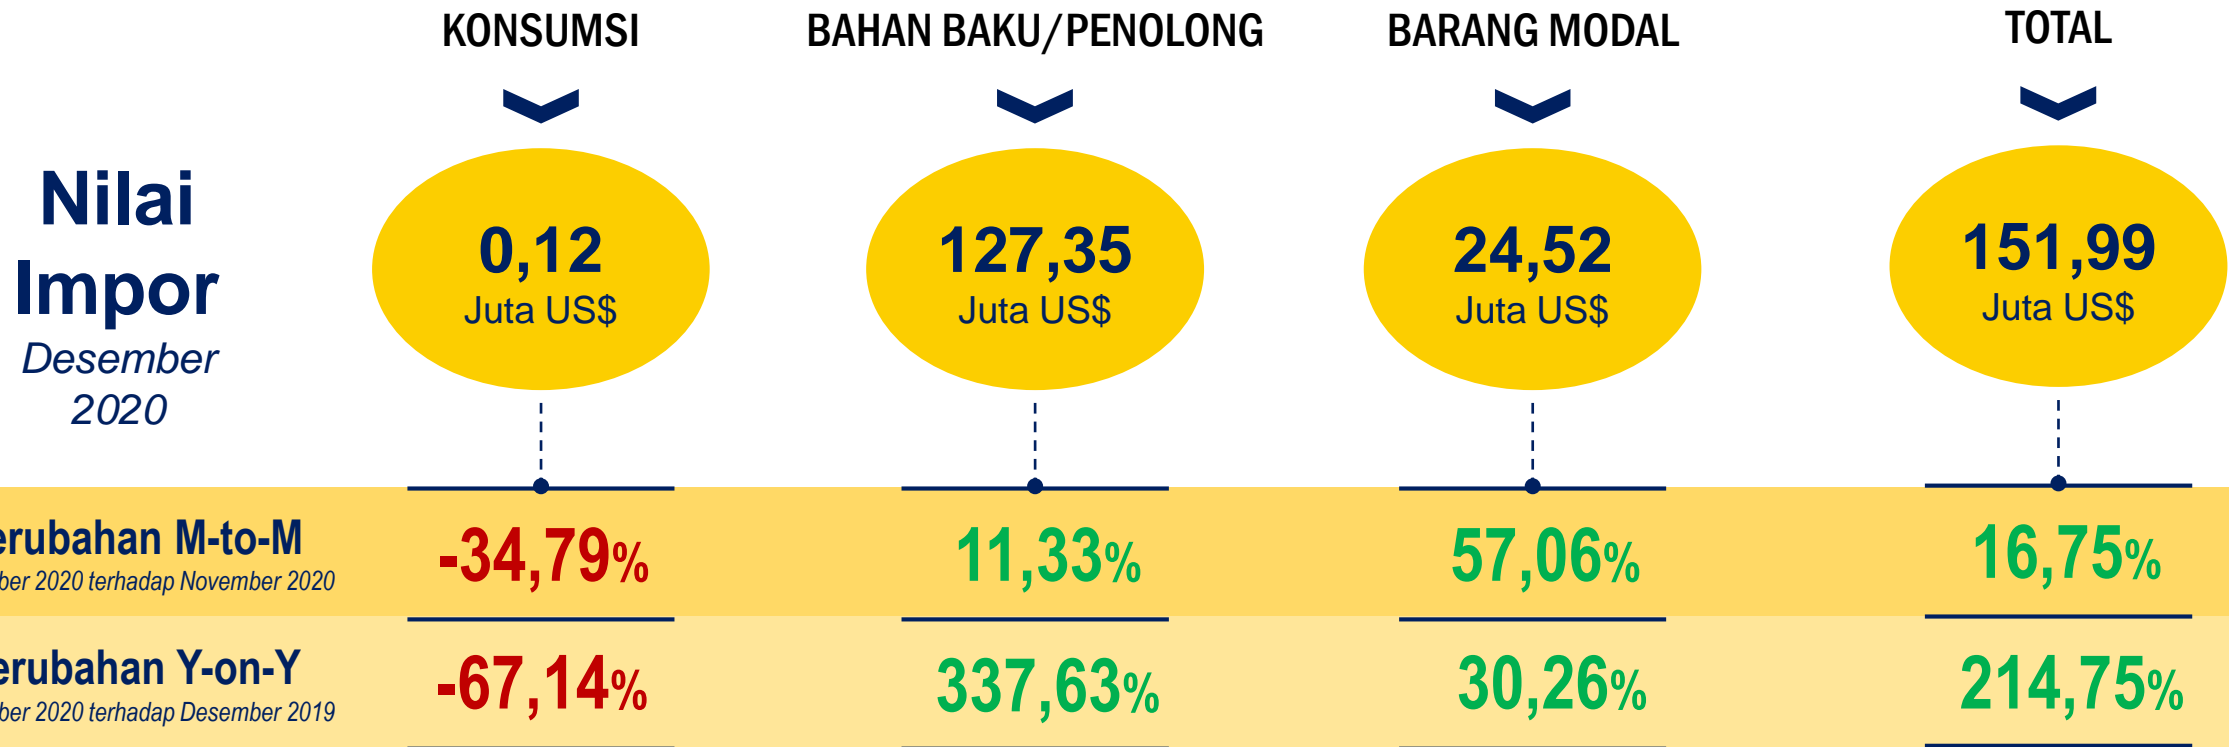 KONSUMSI BAHAN BAKU/PENOLONG BARANG MODAL TOTAL
Nilai
Impor
Desember
2020
0,12
Juta US$
127,35
Juta US$
24,52
Juta US$
151,99
Juta US$
erubahan M-to-M
ber 2020 terhadap November 2020
-34,79% 11,33% 57,06% 16,75%
erubahan Y-on-Y
ber 2020 terhadap Desember 2019
-67,14% 337,63% 30,26% 214,75%